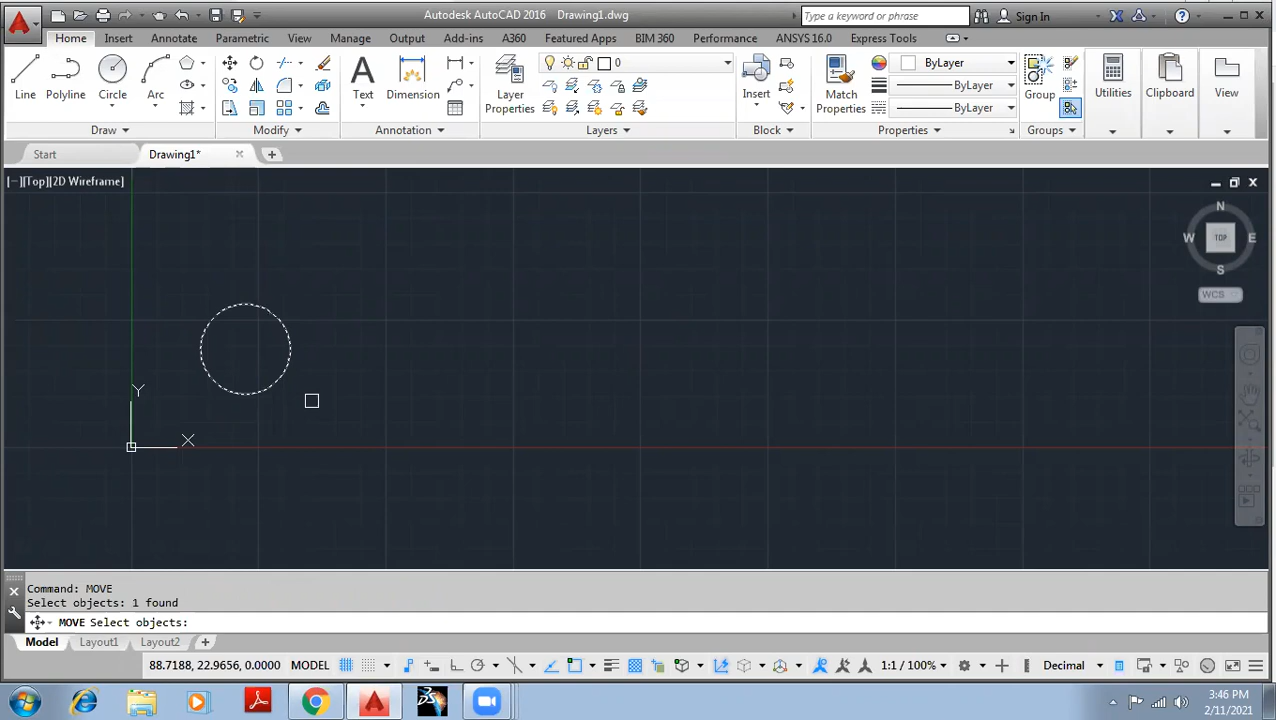 Autodesk AutoCAD 2016 Drawing1.dwg
Type a keyword or phrase
Sign In
Home Insert Annotate Parametric View Manage Output Add-ins A360 Featured Apps BIM 360 Performance ANSYS 16.0 Express Tools
Line Polyline Circle Arc
Text Dimension
Layer Properties
0
Insert
Match Properties
ByLayer
ByLayer
ByLayer
Group
Utilities
Clipboard
View
Draw Modify Annotation Layers Block Properties Groups
Start Drawing1*
[−][Top][2D Wireframe]
N
W TOP E
S
WCS
Y
X
Command: MOVE
Select objects: 1 found
MOVE Select objects:
Model Layout1 Layout2
88.7188, 22.9656, 0.0000 MODEL 1:1 / 100% Decimal
3:46 PM
2/11/2021